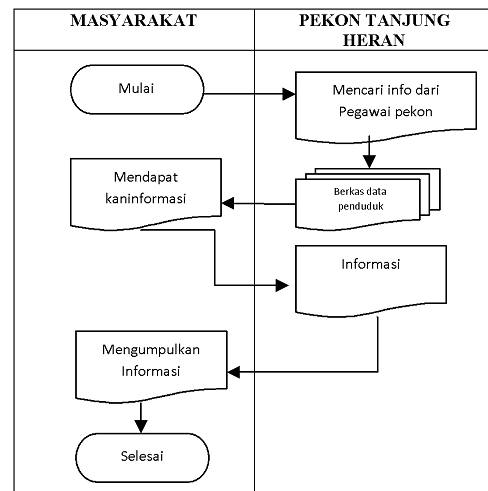 MASYARAKAT
PEKON TANJUNG
HERAN
Mulai
Mencari info dari
Pegawai pekon
Mendapat
kaninformasi
Berkas data
penduduk
Informasi
Mengumpulkan
Informasi
Selesai